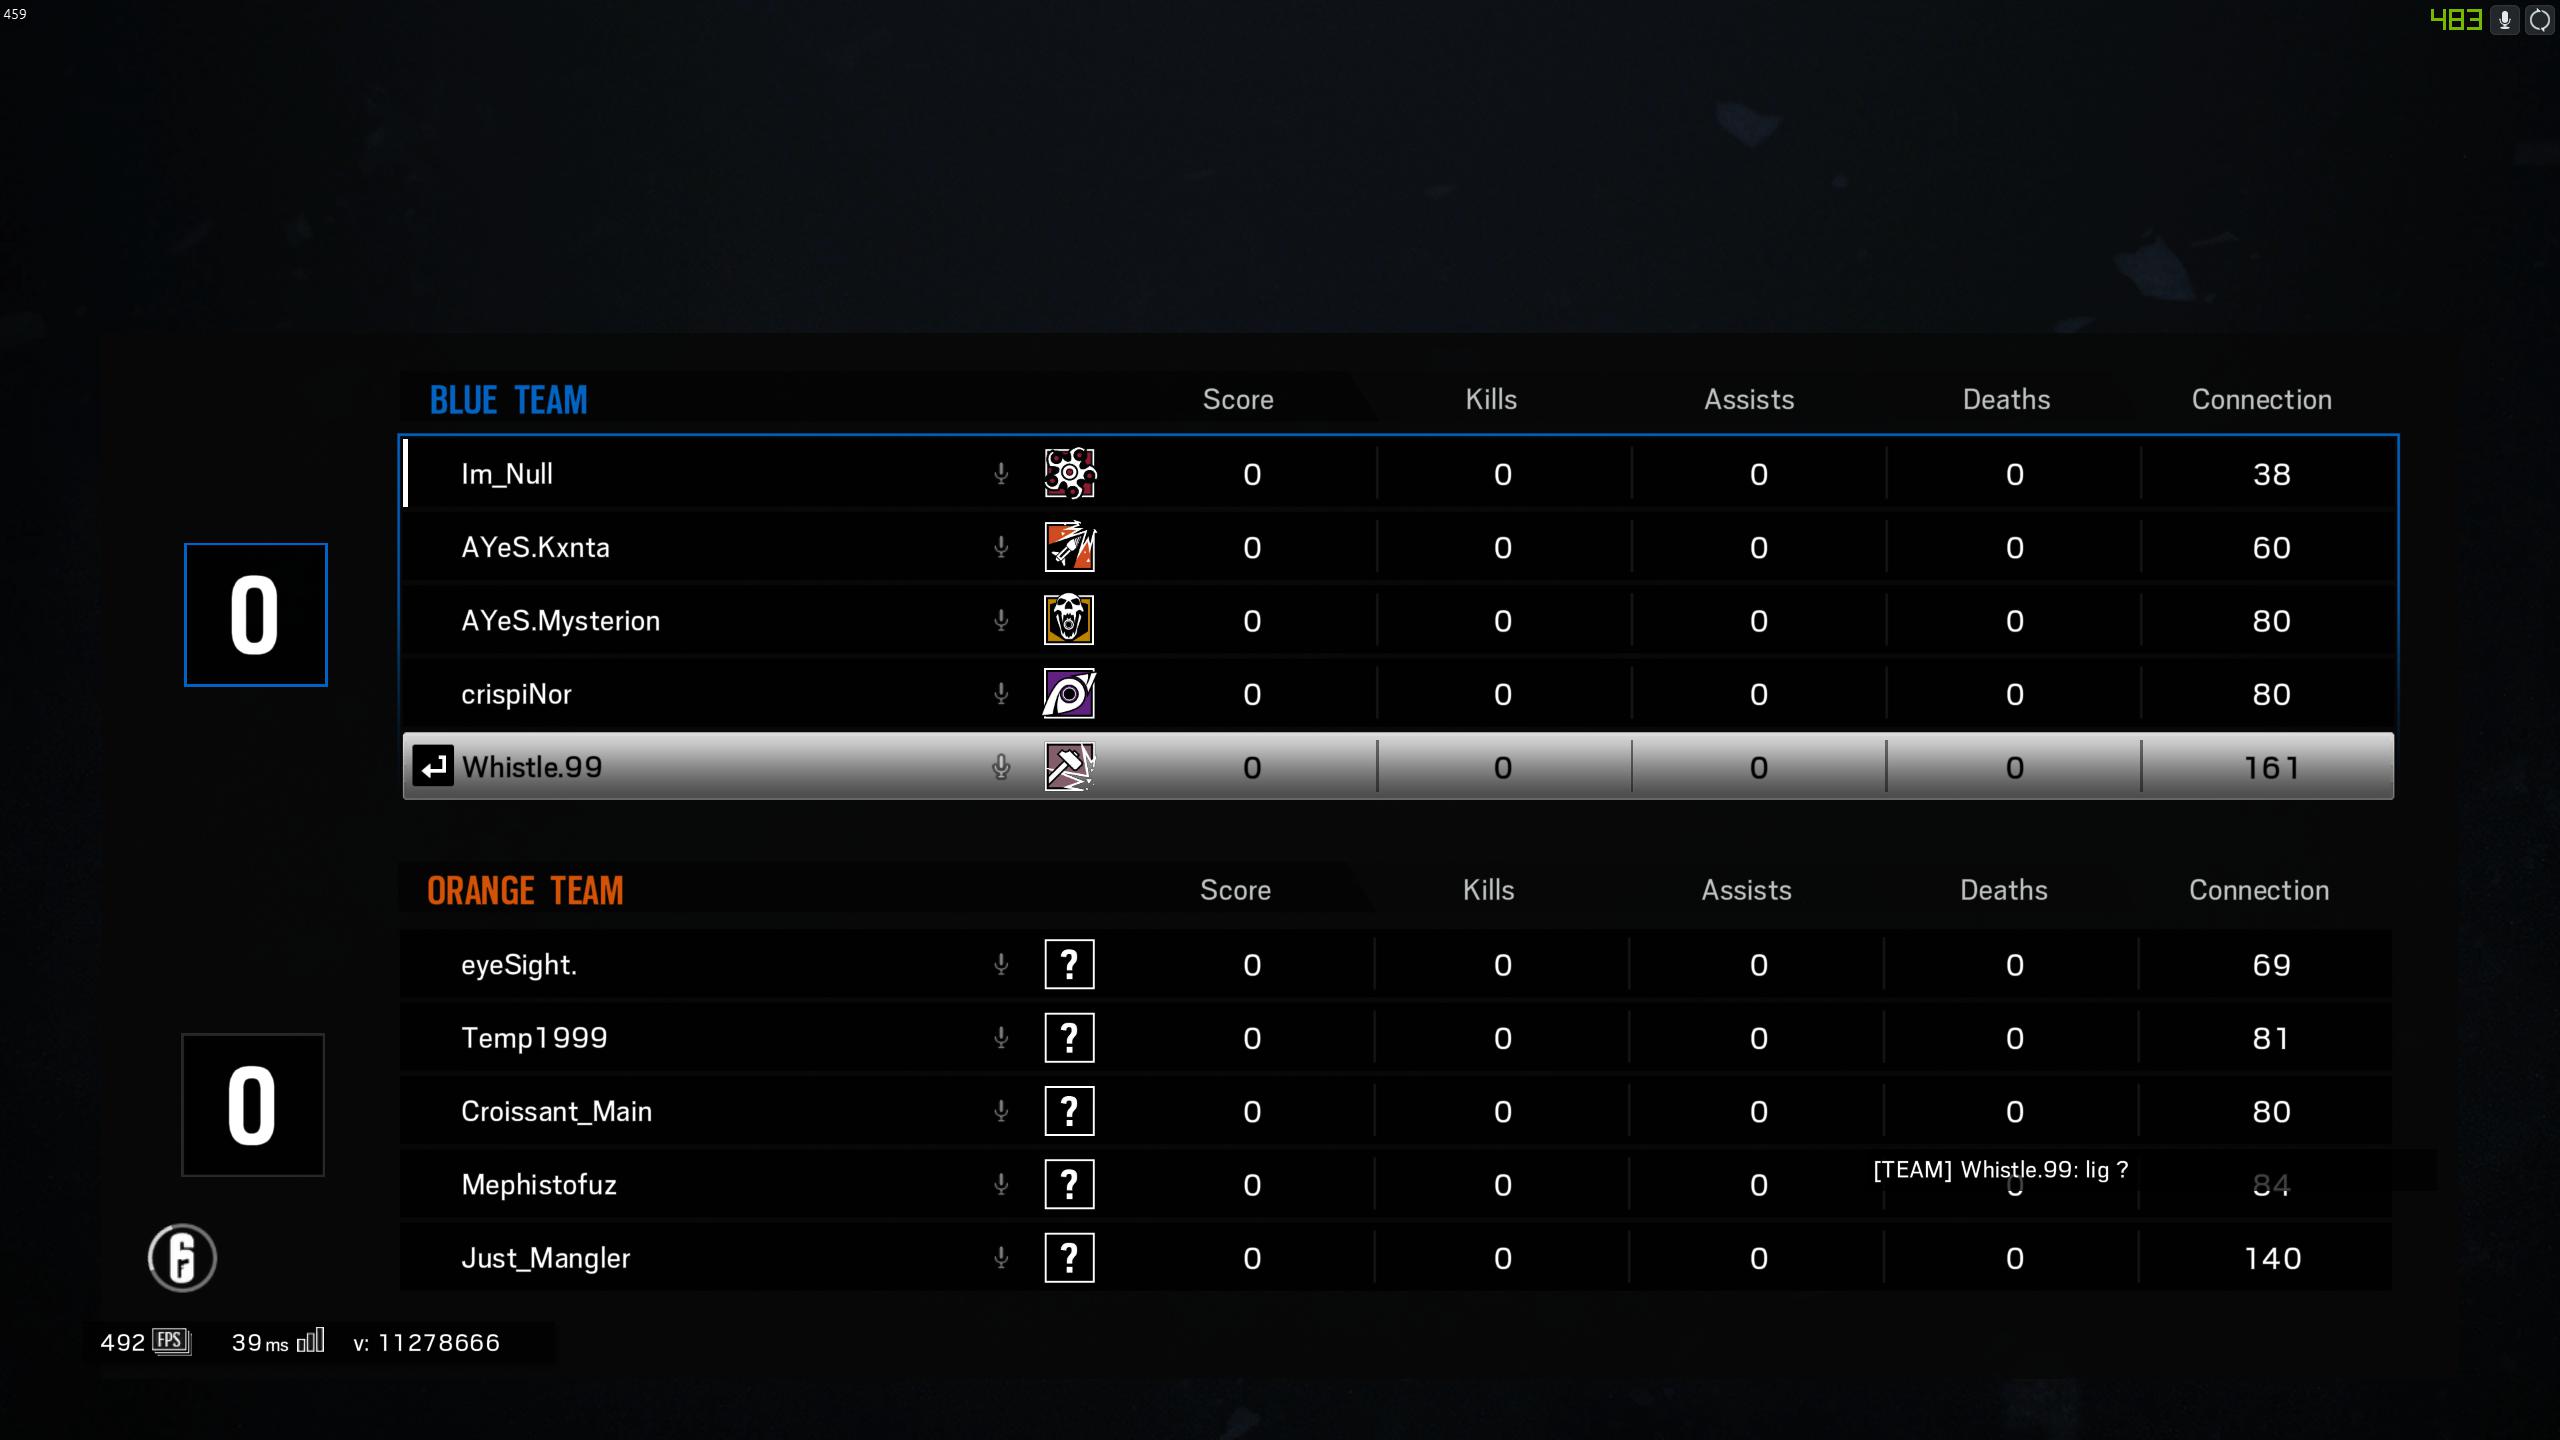 459
483
BLUE TEAM Score Kills Assists Deaths Connection
Im_Null 0 0 0 0 38
AYeS.Kxnta 0 0 0 0 60
AYeS.Mysterion 0 0 0 0 80
crispiNor 0 0 0 0 80
Whistle.99 0 0 0 0 161
0
ORANGE TEAM Score Kills Assists Deaths Connection
eyeSight. ? 0 0 0 0 69
Temp1999 ? 0 0 0 0 81
Croissant_Main ? 0 0 0 0 80
0
[TEAM] Whistle.99: lig ?
Mephistofuz ? 0 0 0 0 84
Just_Mangler ? 0 0 0 0 140
6
492 FPS 39 ms v: 11278666